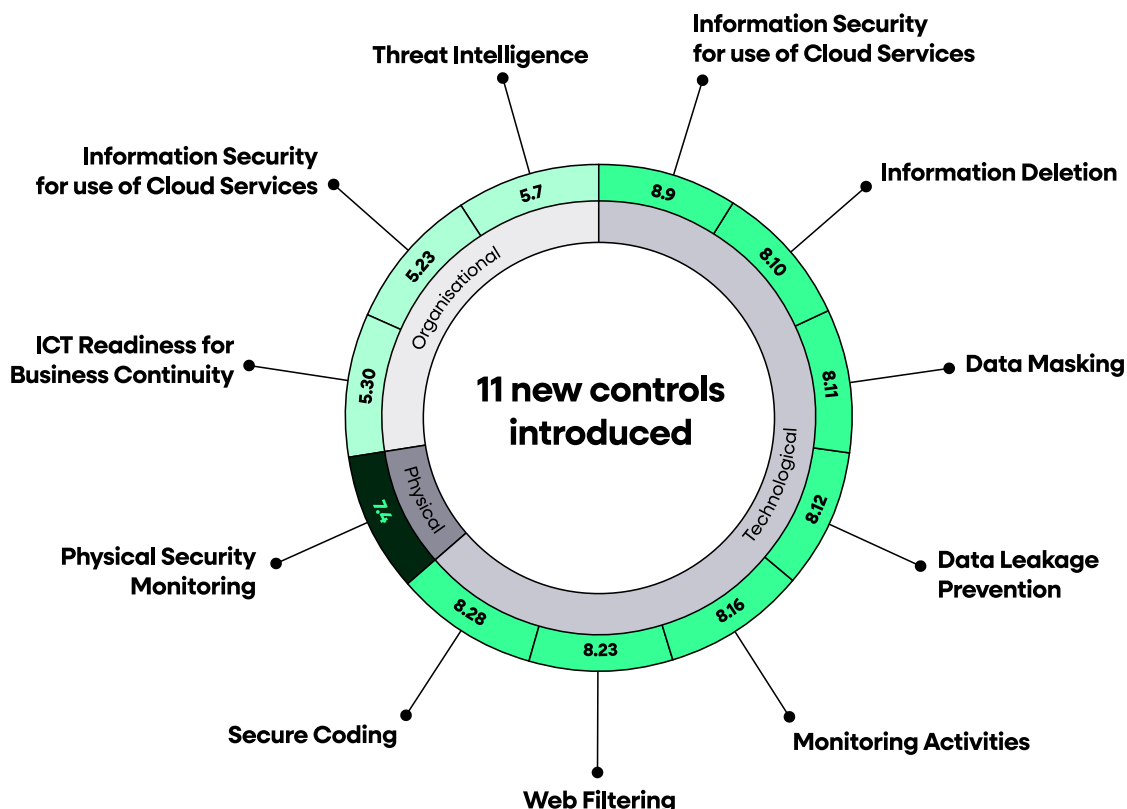 Information Security
for use of Cloud Services
Threat Intelligence
Information Security
for use of Cloud Services
Information Deletion
ICT Readiness for
Business Continuity
Data Masking
Physical Security
Monitoring
Data Leakage
Prevention
Secure Coding
Monitoring Activities
Web Filtering
5.7
8.9
5.23
8.10
5.30
8.11
7.4
8.12
8.28
8.23
8.16
Organisational
Physical
Technological
11 new controls
introduced